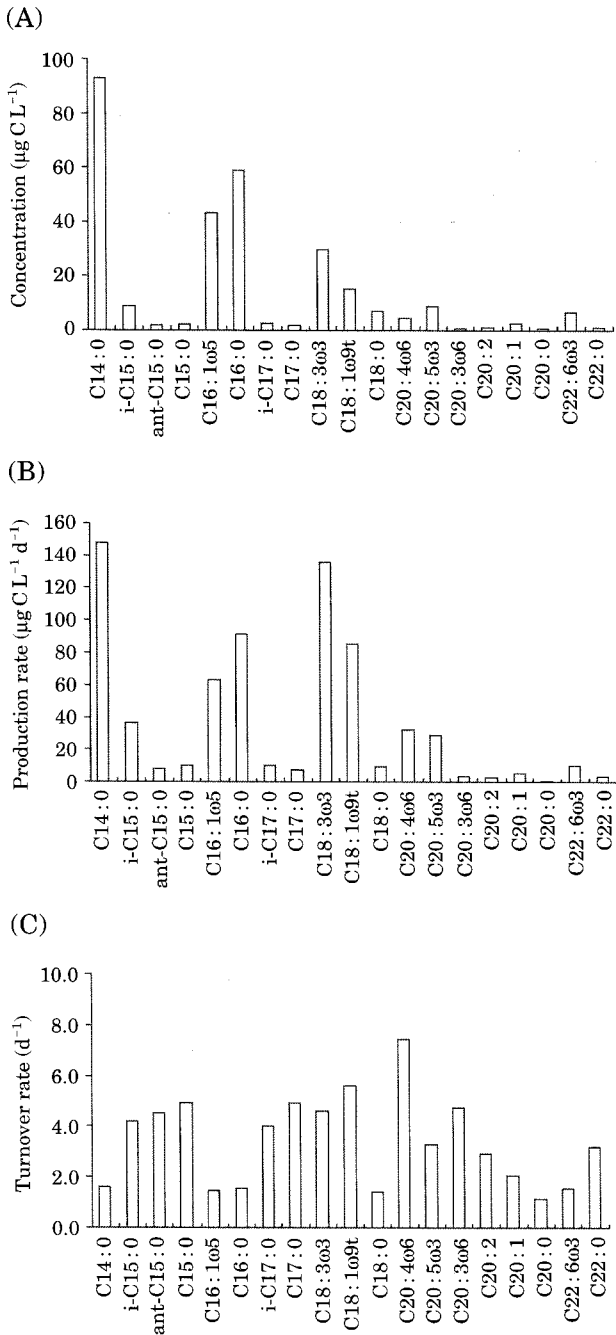 (A)
Concentration (μg C L⁻¹)
100
80
60
40
20
0
C14 : 0
i-C15 : 0
ant-C15 : 0
C15 : 0
C16 : 1ω5
C16 : 0
i-C17 : 0
C17 : 0
C18 : 3ω3
C18 : 1ω9t
C18 : 0
C20 : 4ω6
C20 : 5ω3
C20 : 3ω6
C20 : 2
C20 : 1
C20 : 0
C22 : 6ω3
C22 : 0
(B)
Production rate (μg C L⁻¹ d⁻¹)
160
140
120
100
80
60
40
20
0
C14 : 0
i-C15 : 0
ant-C15 : 0
C15 : 0
C16 : 1ω5
C16 : 0
i-C17 : 0
C17 : 0
C18 : 3ω3
C18 : 1ω9t
C18 : 0
C20 : 4ω6
C20 : 5ω3
C20 : 3ω6
C20 : 2
C20 : 1
C20 : 0
C22 : 6ω3
C22 : 0
(C)
Turnover rate (d⁻¹)
10.0
8.0
6.0
4.0
2.0
0.0
C14 : 0
i-C15 : 0
ant-C15 : 0
C15 : 0
C16 : 1ω5
C16 : 0
i-C17 : 0
C17 : 0
C18 : 3ω3
C18 : 1ω9t
C18 : 0
C20 : 4ω6
C20 : 5ω3
C20 : 3ω6
C20 : 2
C20 : 1
C20 : 0
C22 : 6ω3
C22 : 0